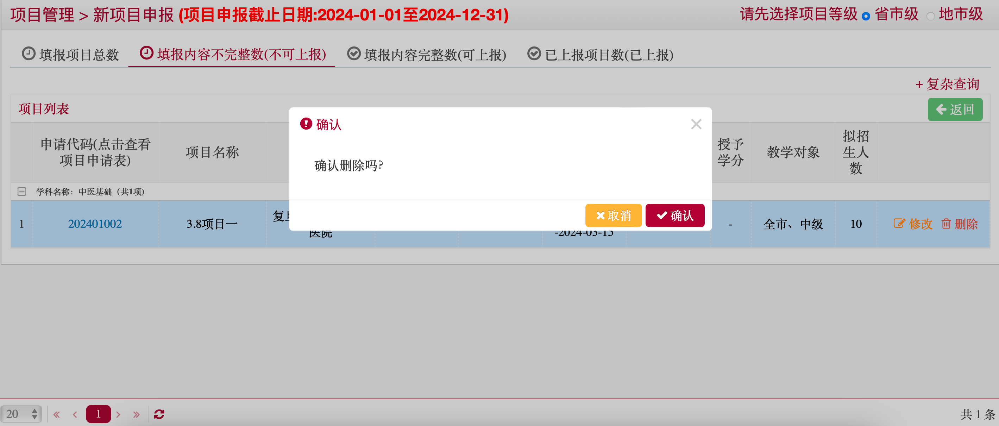 项目管理 > 新项目申报 (项目申报截止日期:2024-01-01至2024-12-31)
请先选择项目等级 省市级 地市级
填报项目总数 填报内容不完整数(不可上报) 填报内容完整数(可上报) 已上报项目数(已上报)
+ 复杂查询
项目列表
返回
确认
确认删除吗?
取消 确认
申请代码(点击查看
项目申请表)
项目名称
授予
学分
教学对象
拟招
生人
数
学科名称：中医基础（共1项)
1 202401002 3.8项目一
复
医院
-2024-03-15
- 全市、中级 10 修改 删除
20 « ‹ 1 › »
共 1 条